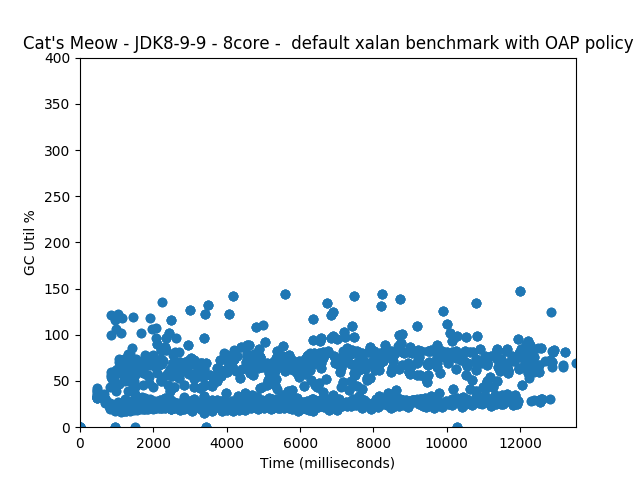 Cat's Meow - JDK8-9-9 - 8core -  default xalan benchmark with OAP policy
400
350
300
250
200
150
100
50
0
GC Util %
0 2000 4000 6000 8000 10000 12000
Time (milliseconds)